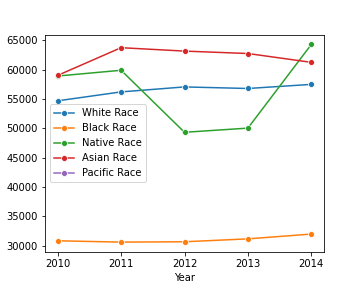 65000
60000
55000
50000
45000
40000
35000
30000
White Race
Black Race
Native Race
Asian Race
Pacific Race
2010 2011 2012 2013 2014
Year